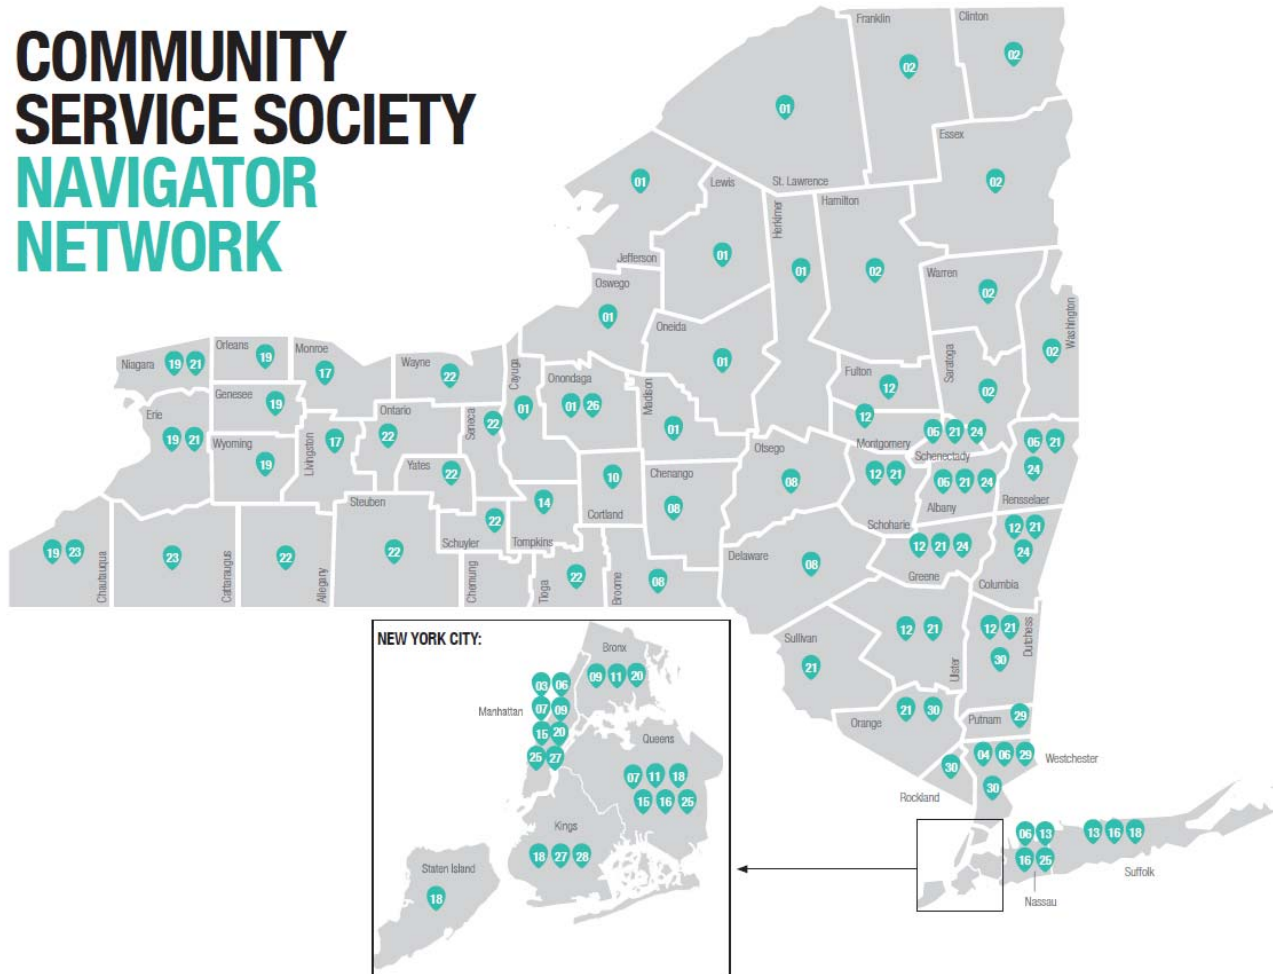 COMMUNITY
SERVICE SOCIETY
NAVIGATOR
NETWORK
Franklin
Clinton
02
02
01
Essex
01
Lewis
St. Lawrence
Hamilton
02
Herkimer
Jefferson
01
01
02
Warren
Oswego
02
Washington
01
Oneida
Niagara
19 21
Orleans
19
Monroe
17
Wayne
22
Cayuga
Onondaga
01
Fulton
Saratoga
02
Genesee
19
Ontario
Seneca
01
01 26
Madison
12
02
Erie
19 21
Wyoming
19
Livingston
17
22
22
01
12
Montgomery
05 21 24
Schenectady
05 21
24
Rensselaer
Yates
22
10
Cortland
Chenango
08
Otsego
08
12 21
Schoharie
05 21 24
Albany
Steuben
22
Schuyler
22
14
Tompkins
12 21
24
Columbia
19 23
Chautauqua
23
Cattaraugus
22
Allegany
Chemung
22
Tioga
Broome
08
Delaware
08
12 21 24
Greene
NEW YORK CITY:
Sullivan
21
12 21
Ulster
12 21
30
Dutchess
Bronx
09 11 20
03 06
Manhattan
07 09
15 20
25 27
Orange
21 30
Putnam
29
Queens
07 11 18
15 16 25
04 06 29
Westchester
30
30
Rockland
Kings
18 27 28
06 13
13 16 18
16 25
Suffolk
Nassau
Staten Island
18